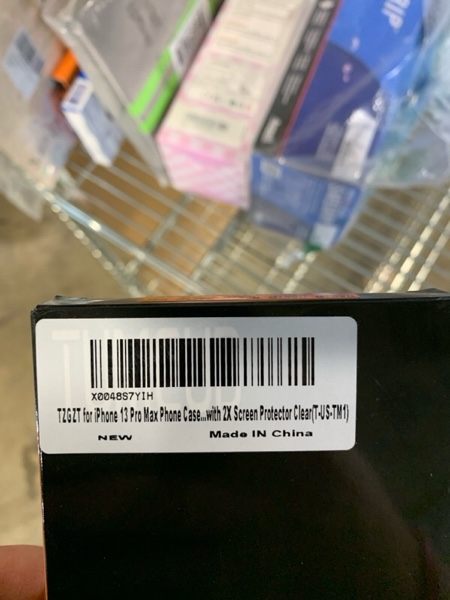 RIP
X0048S7YIH
TZGZT for iPhone 13 Pro Max Phone Case...with 2X Screen Protector Clear(T-US-TM1)
NEW Made IN China